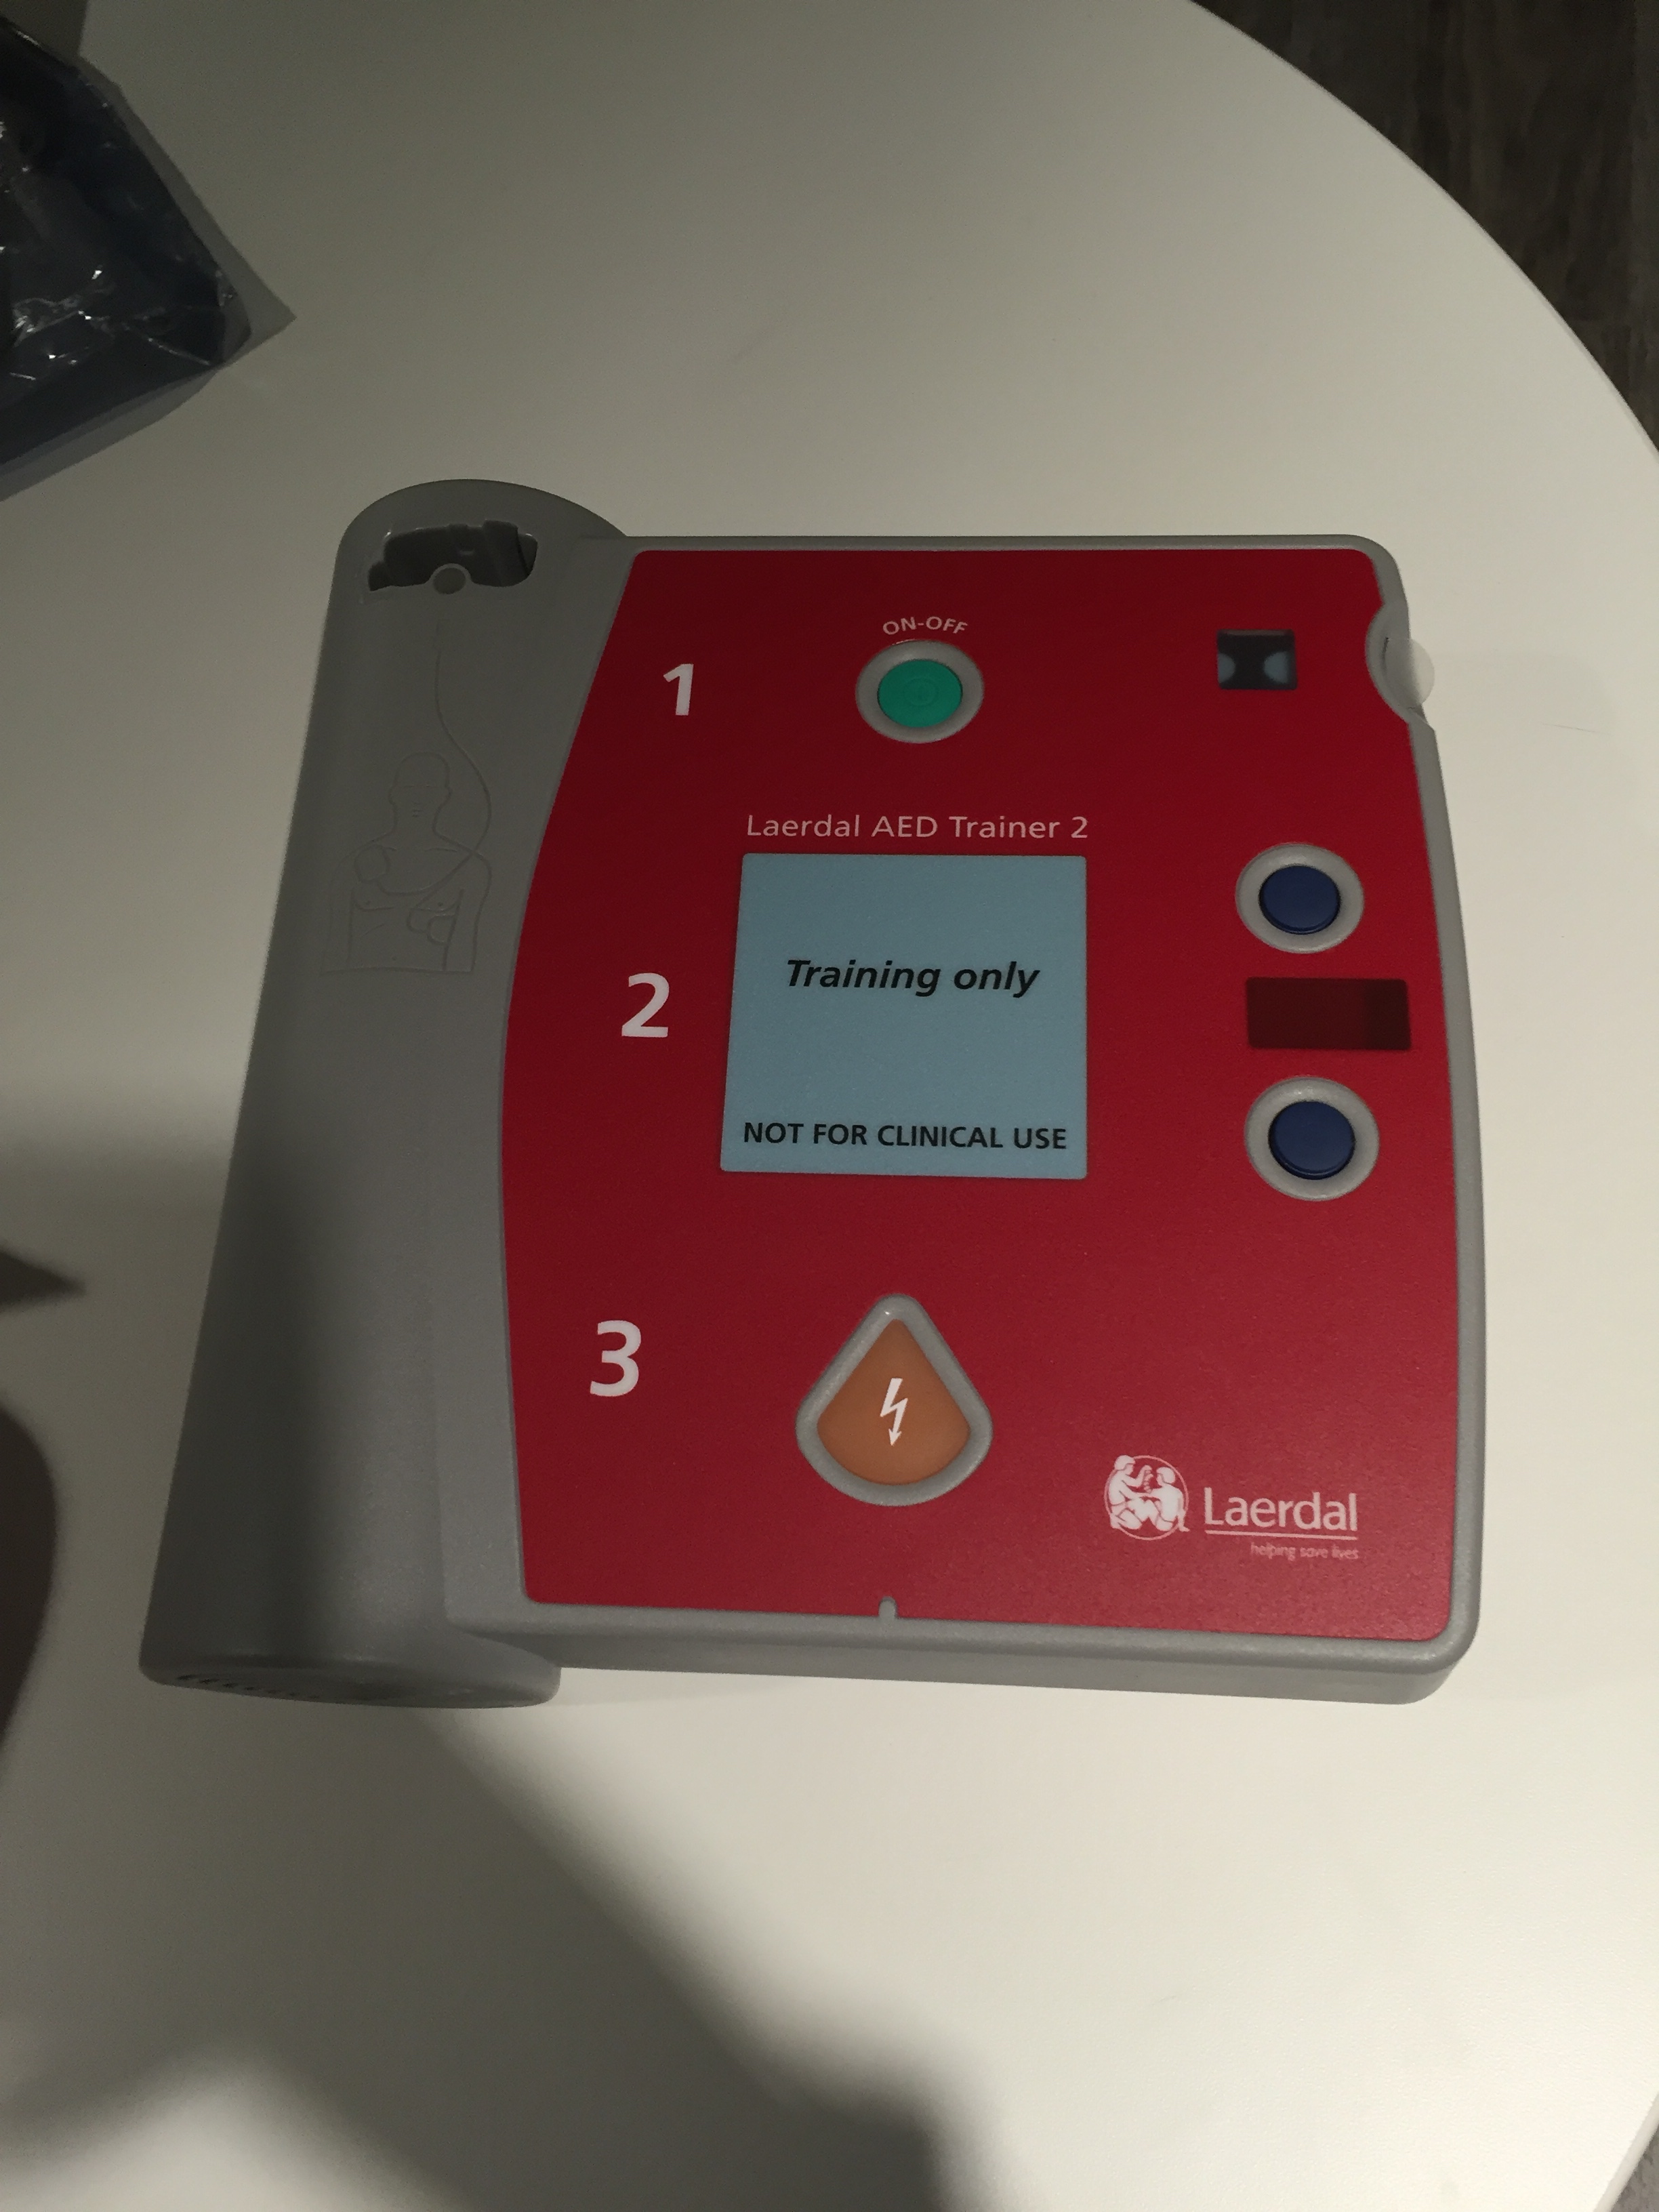 ON-OFF
1
Laerdal AED Trainer 2
Training only
2
NOT FOR CLINICAL USE
3
Laerdal
helping save lives